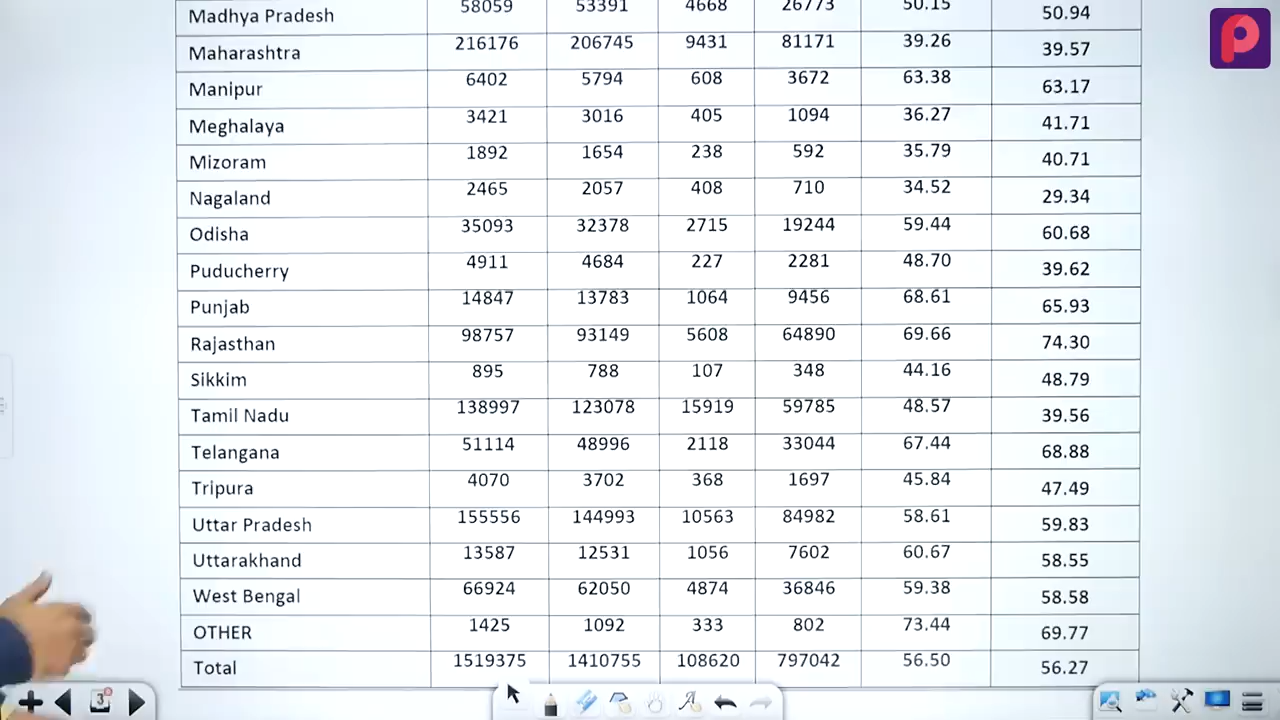 Madhya Pradesh 58059 53391 4668 26773 50.15 50.94
Maharashtra 216176 206745 9431 81171 39.26 39.57
Manipur 6402 5794 608 3672 63.38 63.17
Meghalaya 3421 3016 405 1094 36.27 41.71
Mizoram 1892 1654 238 592 35.79 40.71
Nagaland 2465 2057 408 710 34.52 29.34
Odisha 35093 32378 2715 19244 59.44 60.68
Puducherry 4911 4684 227 2281 48.70 39.62
Punjab 14847 13783 1064 9456 68.61 65.93
Rajasthan 98757 93149 5608 64890 69.66 74.30
Sikkim 895 788 107 348 44.16 48.79
Tamil Nadu 138997 123078 15919 59785 48.57 39.56
Telangana 51114 48996 2118 33044 67.44 68.88
Tripura 4070 3702 368 1697 45.84 47.49
Uttar Pradesh 155556 144993 10563 84982 58.61 59.83
Uttarakhand 13587 12531 1056 7602 60.67 58.55
West Bengal 66924 62050 4874 36846 59.38 58.58
OTHER 1425 1092 333 802 73.44 69.77
Total 1519375 1410755 108620 797042 56.50 56.27
3